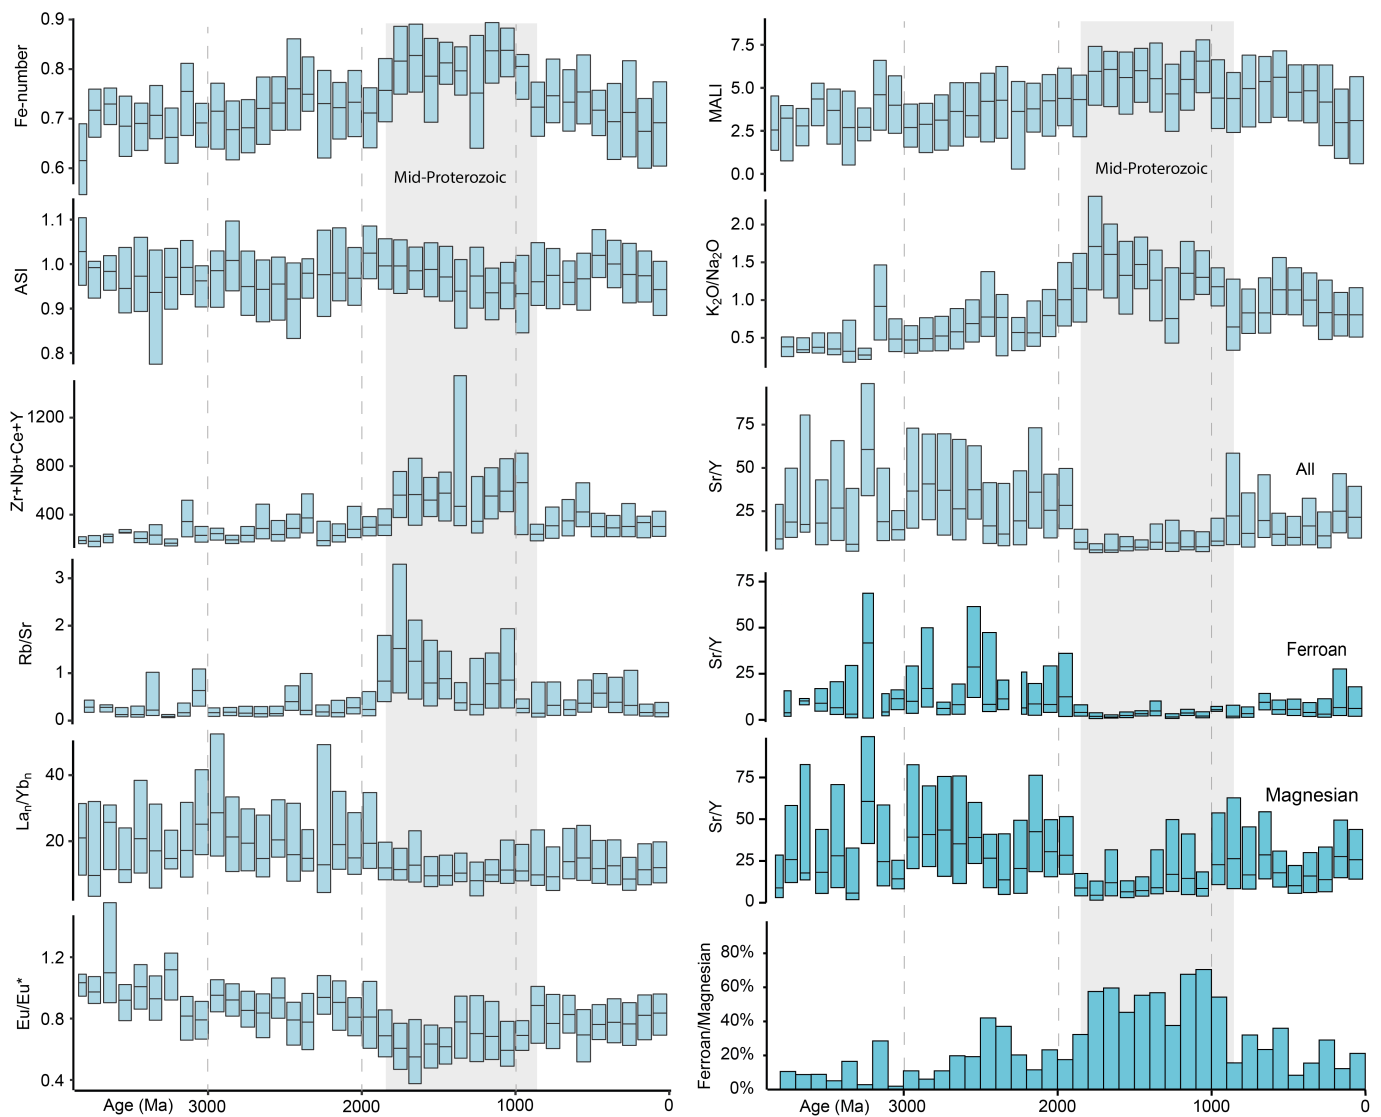 0.9
0.8
0.7
0.6
Fe-number
Mid-Proterozoic
1.1
1.0
0.9
0.8
ASI
1200
800
400
Zr+Nb+Ce+Y
3
2
1
0
Rb/Sr
40
20
Laₙ/Ybₙ
1.2
0.8
0.4
Eu/Eu*
Age (Ma) 3000 2000 1000 0
7.5
5.0
2.5
0.0
MALI
Mid-Proterozoic
2.0
1.5
1.0
0.5
K₂O/Na₂O
75
50
25
Sr/Y
All
75
50
25
0
Sr/Y
Ferroan
75
50
25
0
Sr/Y
Magnesian
80%
60%
40%
20%
0%
Ferroan/Magnesian
Age (Ma) 3000 2000 1000 0